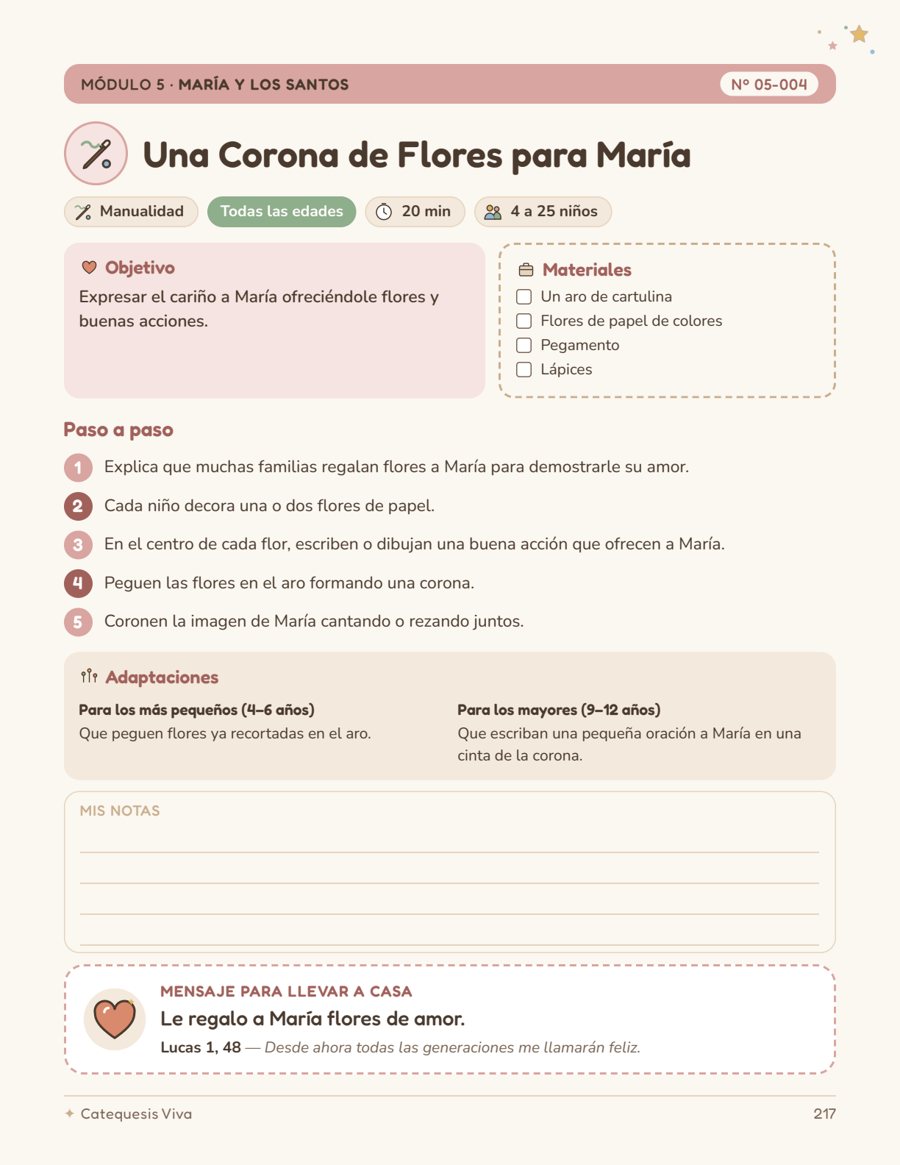 MÓDULO 5 · MARÍA Y LOS SANTOS
Nº 05-004
Una Corona de Flores para María
Manualidad
Todas las edades
20 min
4 a 25 niños
Objetivo
Expresar el cariño a María ofreciéndole flores y
buenas acciones.
Materiales
Un aro de cartulina
Flores de papel de colores
Pegamento
Lápices
Paso a paso
1 Explica que muchas familias regalan flores a María para demostrarle su amor.
2 Cada niño decora una o dos flores de papel.
3 En el centro de cada flor, escriben o dibujan una buena acción que ofrecen a María.
4 Peguen las flores en el aro formando una corona.
5 Coronen la imagen de María cantando o rezando juntos.
Adaptaciones
Para los más pequeños (4–6 años)
Que peguen flores ya recortadas en el aro.
Para los mayores (9–12 años)
Que escriban una pequeña oración a María en una
cinta de la corona.
MIS NOTAS
MENSAJE PARA LLEVAR A CASA
Le regalo a María flores de amor.
Lucas 1, 48 — Desde ahora todas las generaciones me llamarán feliz.
Catequesis Viva
217